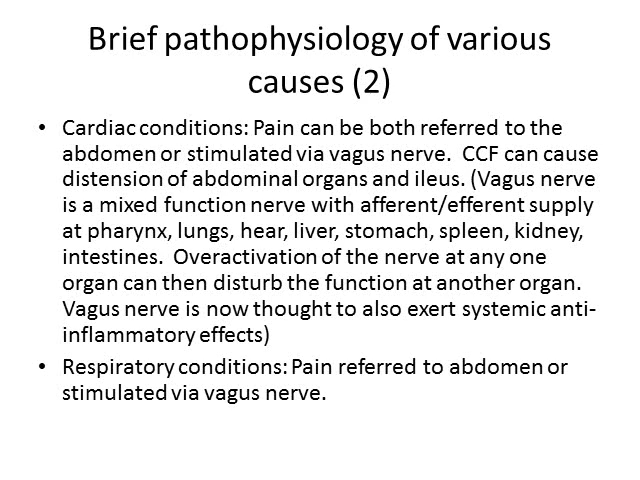 Brief pathophysiology of various
causes (2)
• Cardiac conditions: Pain can be both referred to the
abdomen or stimulated via vagus nerve.  CCF can cause
distension of abdominal organs and ileus. (Vagus nerve
is a mixed function nerve with afferent/efferent supply
at pharynx, lungs, hear, liver, stomach, spleen, kidney,
intestines.  Overactivation of the nerve at any one
organ can then disturb the function at another organ.
Vagus nerve is now thought to also exert systemic anti-
inflammatory effects)
• Respiratory conditions: Pain referred to abdomen or
stimulated via vagus nerve.